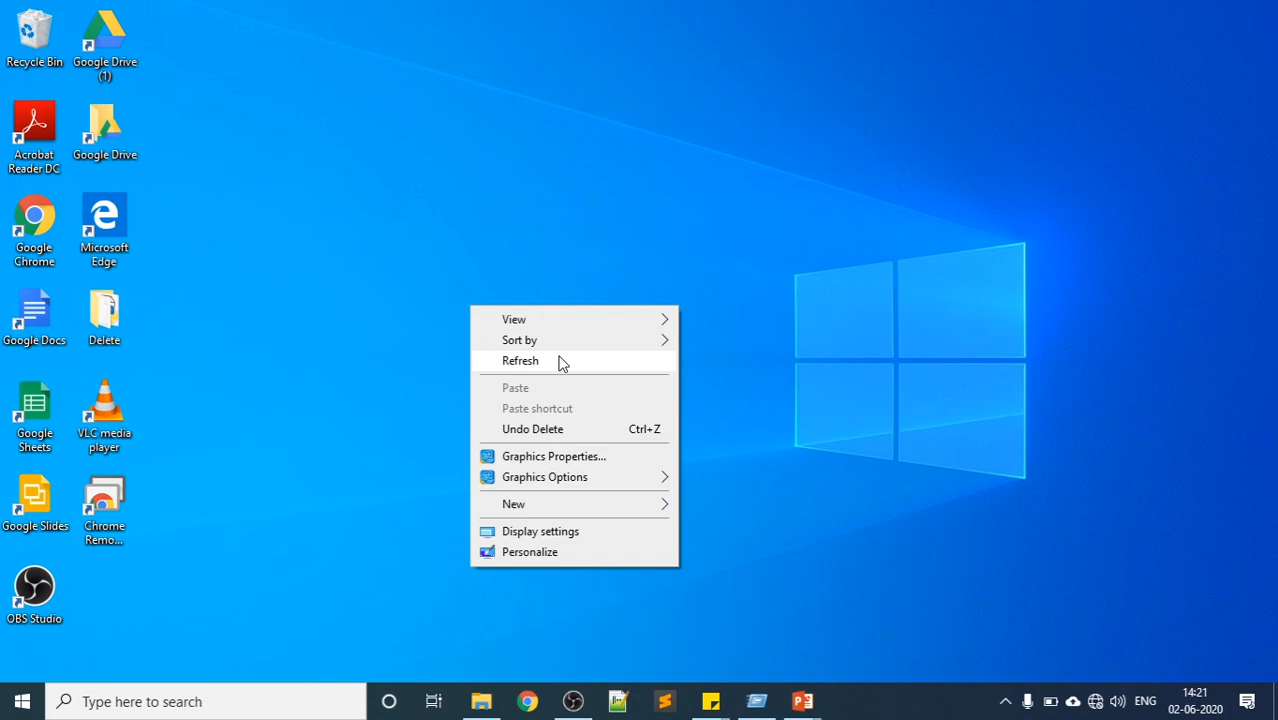 Recycle Bin
Google Drive
(1)
Acrobat
Reader DC
Google Drive
Google
Chrome
Microsoft
Edge
Google Docs
Delete
Google
Sheets
VLC media
player
Google Slides
Chrome
Remo...
OBS Studio
View
Sort by
Refresh
Paste
Paste shortcut
Undo Delete Ctrl+Z
Graphics Properties...
Graphics Options
New
Display settings
Personalize
Type here to search
ENG
14:21
02-06-2020